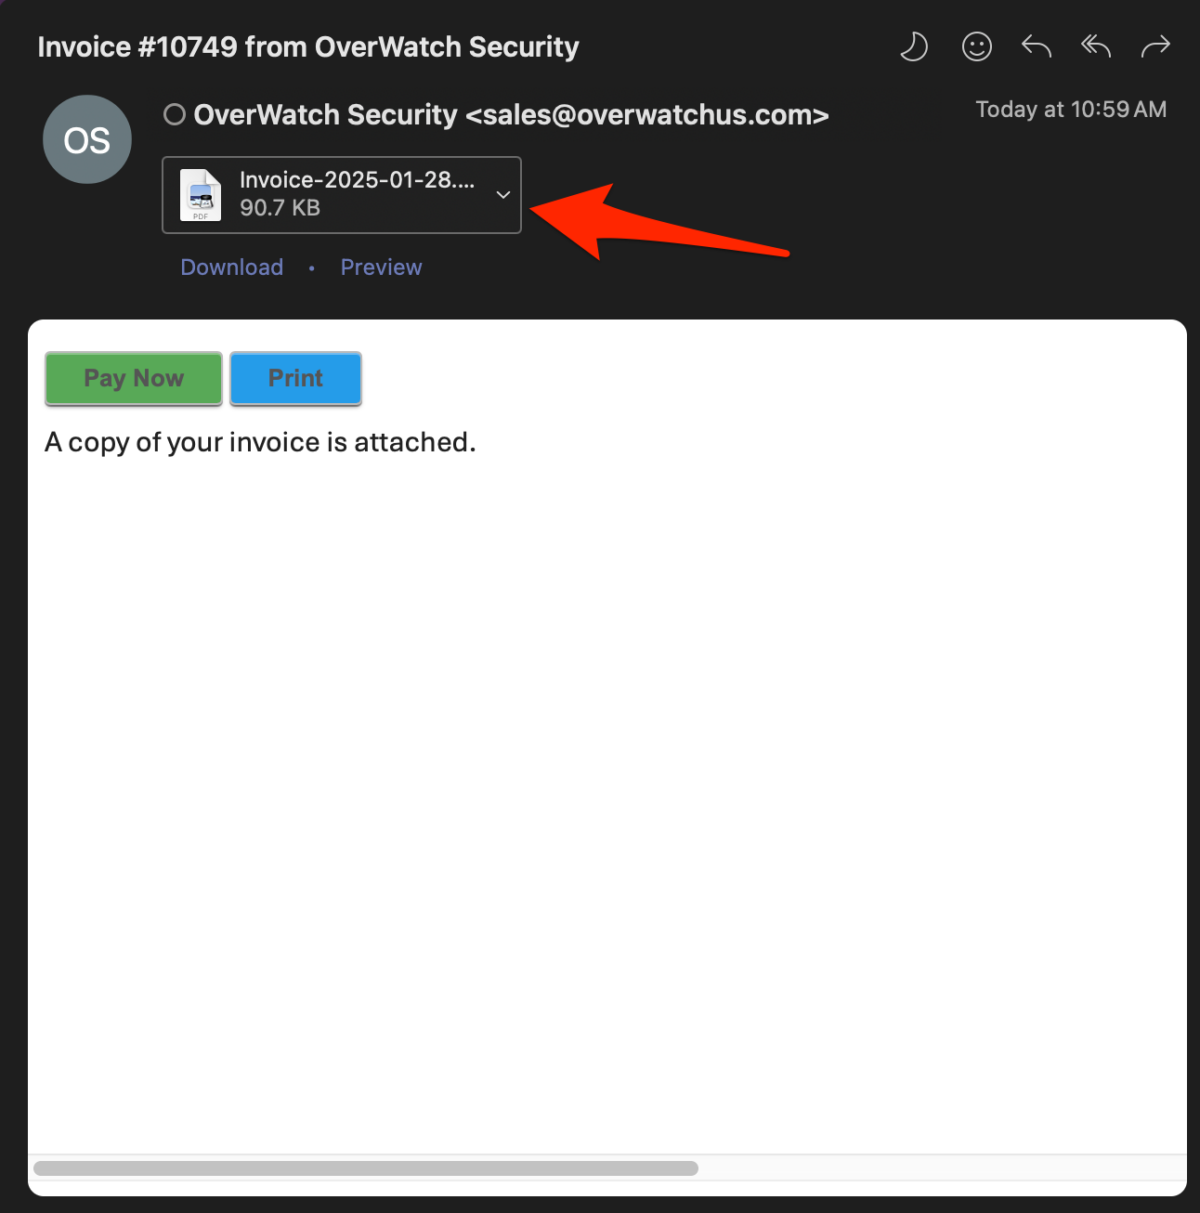 Invoice #10749 from OverWatch Security
OS
OverWatch Security <sales@overwatchus.com>
Today at 10:59 AM
PDF
Invoice-2025-01-28....
90.7 KB
Download • Preview
Pay Now
Print
A copy of your invoice is attached.